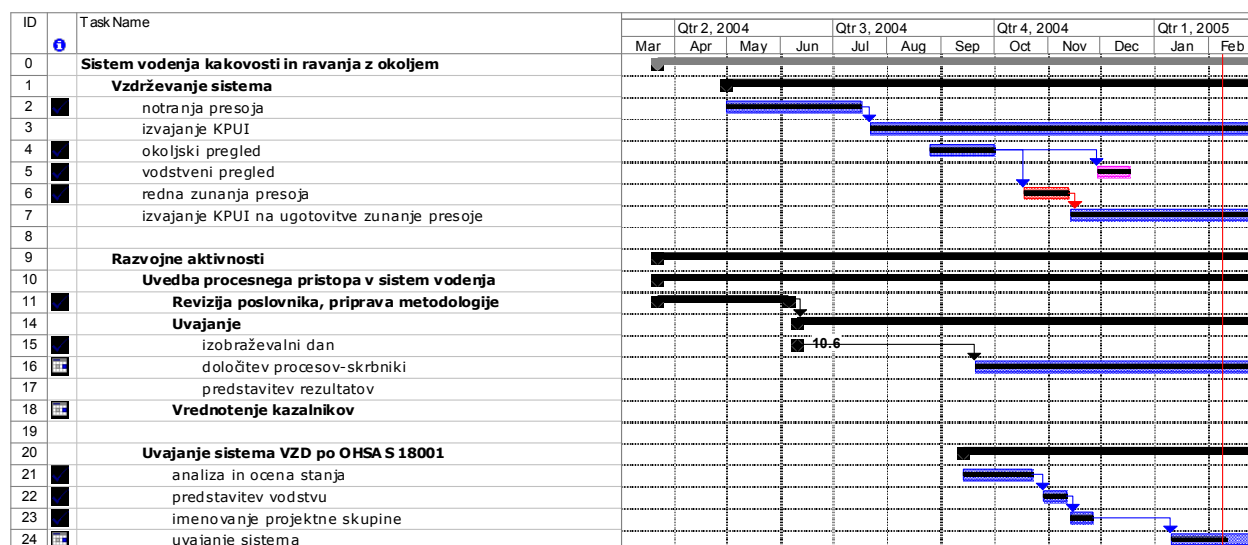 ID Task Name Qtr 2, 2004 Qtr 3, 2004 Qtr 4, 2004 Qtr 1, 2005
Mar Apr May Jun Jul Aug Sep Oct Nov Dec Jan Feb
0 Sistem vodenja kakovosti in ravanja z okoljem
1 Vzdrževanje sistema
2 notranja presoja
3 izvajanje KPUI
4 okoljski pregled
5 vodstveni pregled
6 redna zunanja presoja
7 izvajanje KPUI na ugotovitve zunanje presoje
8
9 Razvojne aktivnosti
10 Uvedba procesnega pristopa v sistem vodenja
11 Revizija poslovnika, priprava metodologije
14 Uvajanje
15 izobraževalni dan 10.6
16 določitev procesov-skrbniki
17 predstavitev rezultatov
18 Vrednotenje kazalnikov
19
20 Uvajanje sistema VZD po OHSAS 18001
21 analiza in ocena stanja
22 predstavitev vodstvu
23 imenovanje projektne skupine
24 uvajanje sistema